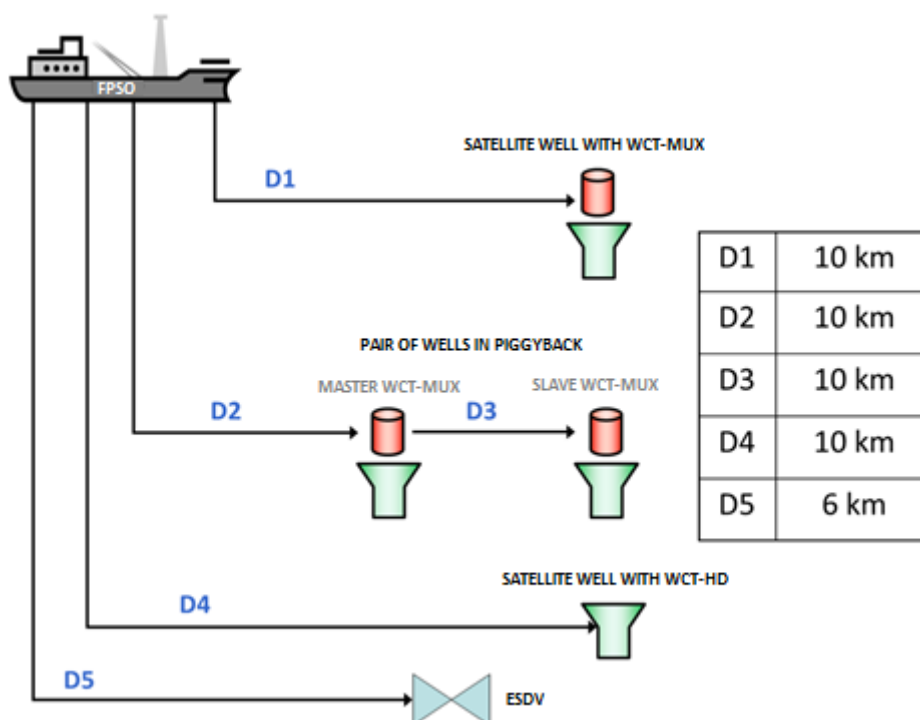 FPSO
SATELLITE WELL WITH WCT-MUX
D1
PAIR OF WELLS IN PIGGYBACK
MASTER WCT-MUX
SLAVE WCT-MUX
D2
D3
SATELLITE WELL WITH WCT-HD
D4
D5
ESDV
D1 10 km
D2 10 km
D3 10 km
D4 10 km
D5 6 km